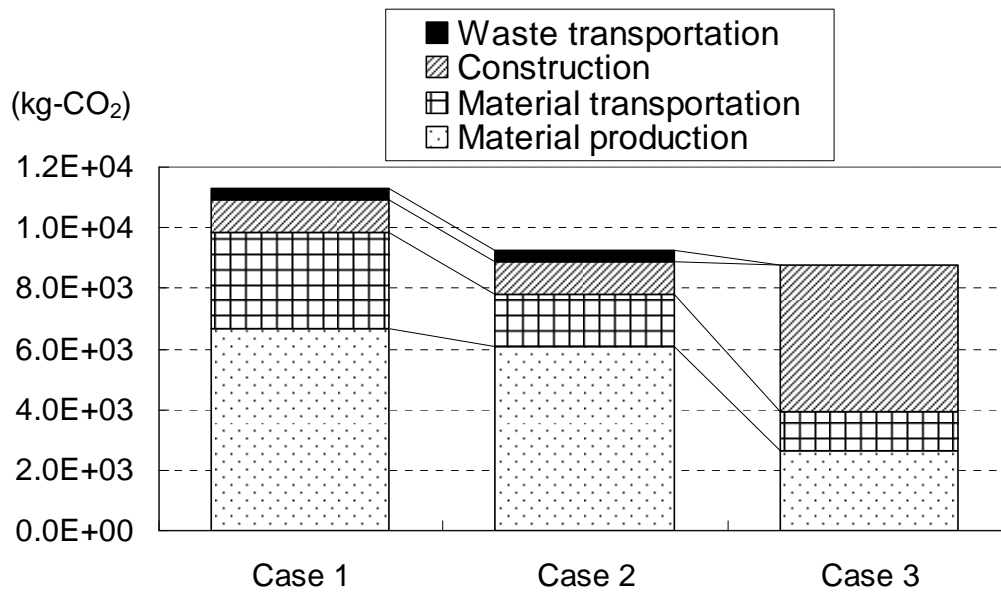 Waste transportation
Construction
Material transportation
Material production
(kg-CO₂)
1.2E+04
1.0E+04
8.0E+03
6.0E+03
4.0E+03
2.0E+03
0.0E+00
Case 1 Case 2 Case 3